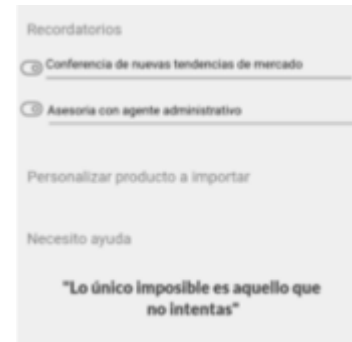 Recordatorios
Conferencia de nuevas tendencias de mercado
Asesoria con agente administrativo
Personalizar producto a importar
Necesito ayuda
"Lo único imposible es aquello que
no intentas"